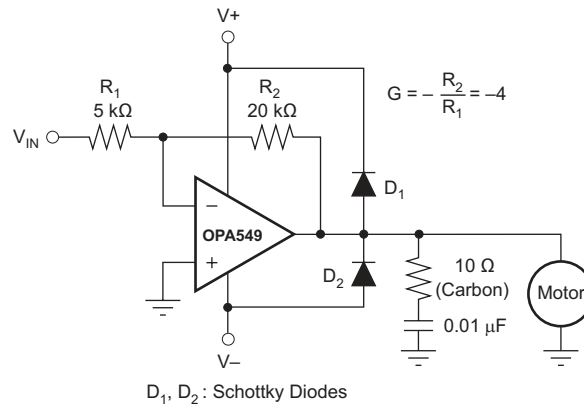 V+
R1
5 kΩ
R2
20 kΩ
G = – R2/R1 = –4
VIN
–
OPA549
+
D1
D2
10 Ω
(Carbon)
0.01 μF
Motor
V–
D1, D2 : Schottky Diodes